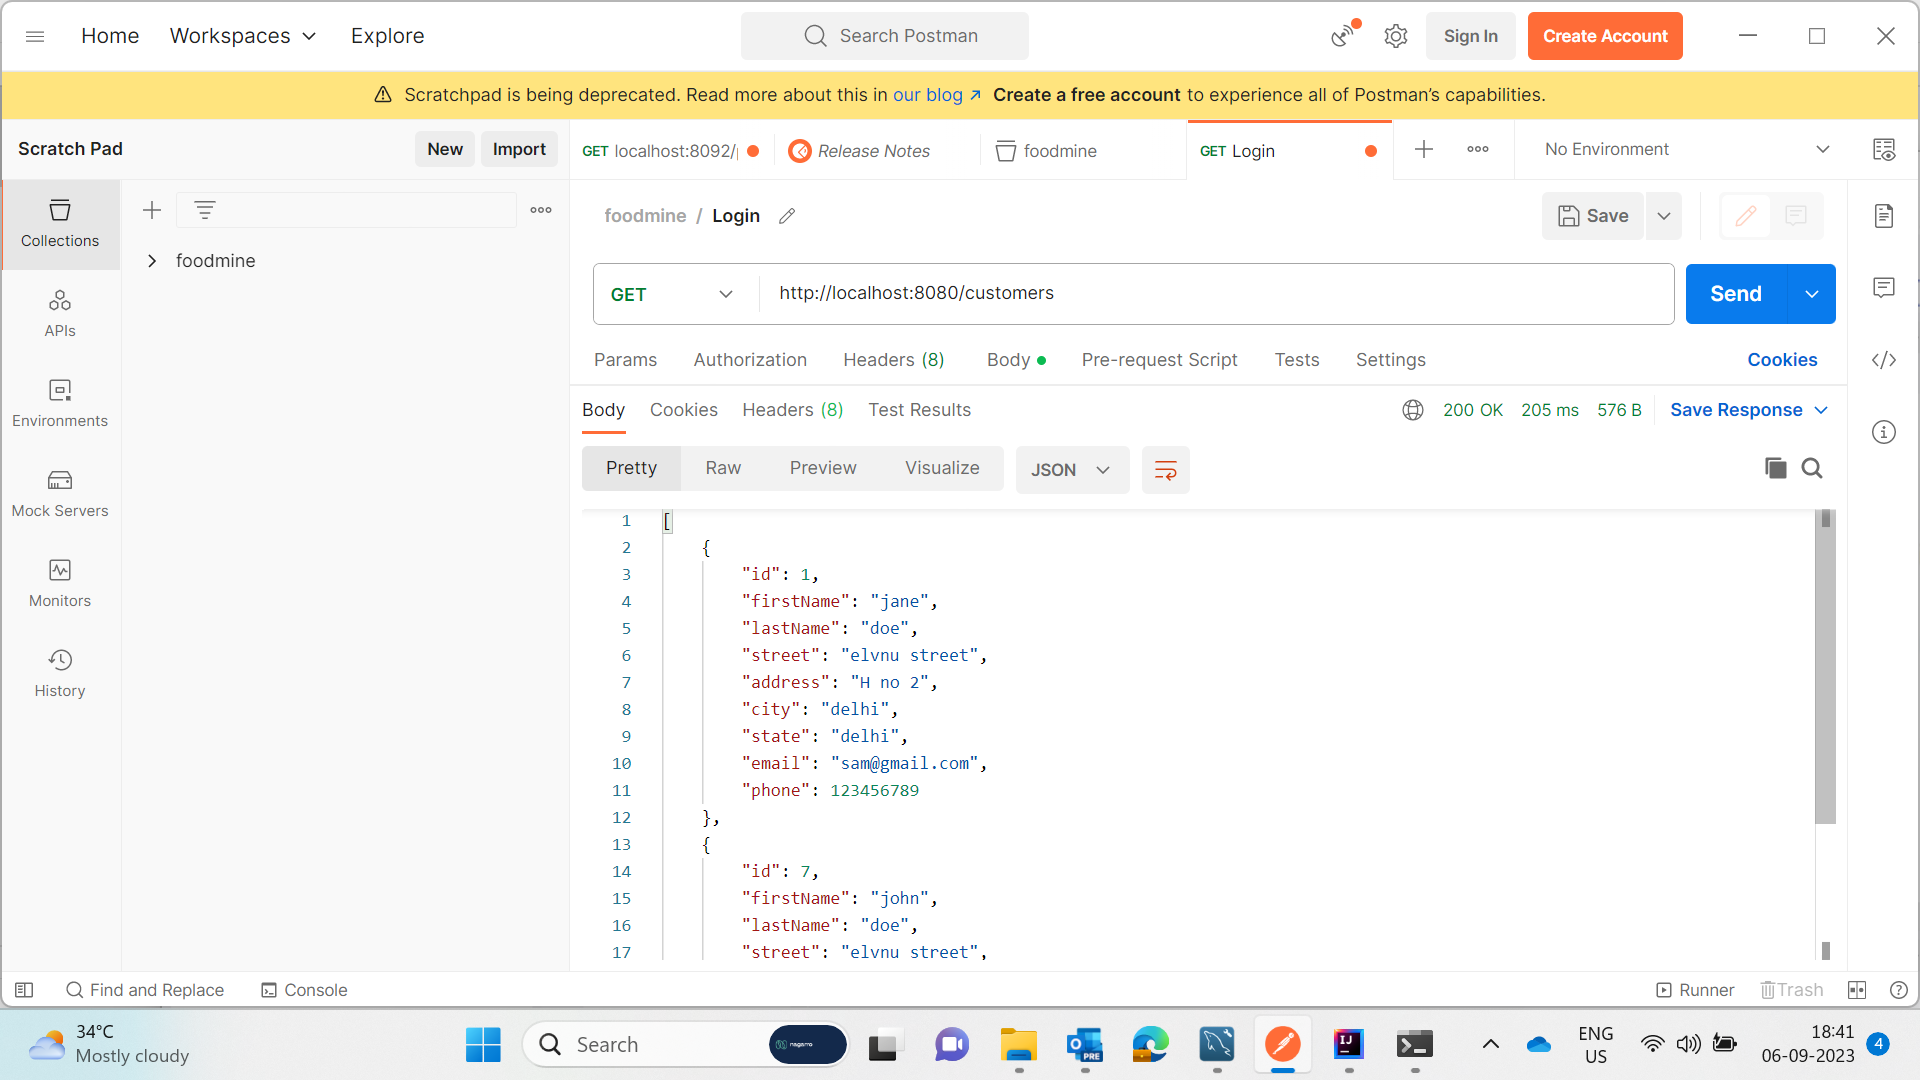 Home Workspaces Explore Search Postman Sign In Create Account
Scratchpad is being deprecated. Read more about this in our blog ↗ Create a free account to experience all of Postman's capabilities.
Scratch Pad New Import GET localhost:8092/ Release Notes foodmine GET Login No Environment
Collections
foodmine
APIs
Environments
Mock Servers
Monitors
History
foodmine / Login Save
GET http://localhost:8080/customers Send
Params Authorization Headers (8) Body Pre-request Script Tests Settings Cookies
Body Cookies Headers (8) Test Results 200 OK 205 ms 576 B Save Response
Pretty Raw Preview Visualize JSON
1 [
2 {
3 "id": 1,
4 "firstName": "jane",
5 "lastName": "doe",
6 "street": "elvnu street",
7 "address": "H no 2",
8 "city": "delhi",
9 "state": "delhi",
10 "email": "sam@gmail.com",
11 "phone": 123456789
12 },
13 {
14 "id": 7,
15 "firstName": "john",
16 "lastName": "doe",
17 "street": "elvnu street",
Find and Replace Console Runner Trash
34°C
Mostly cloudy
Search nagarro
PRE
IJ
ENG
US
18:41
06-09-2023
4